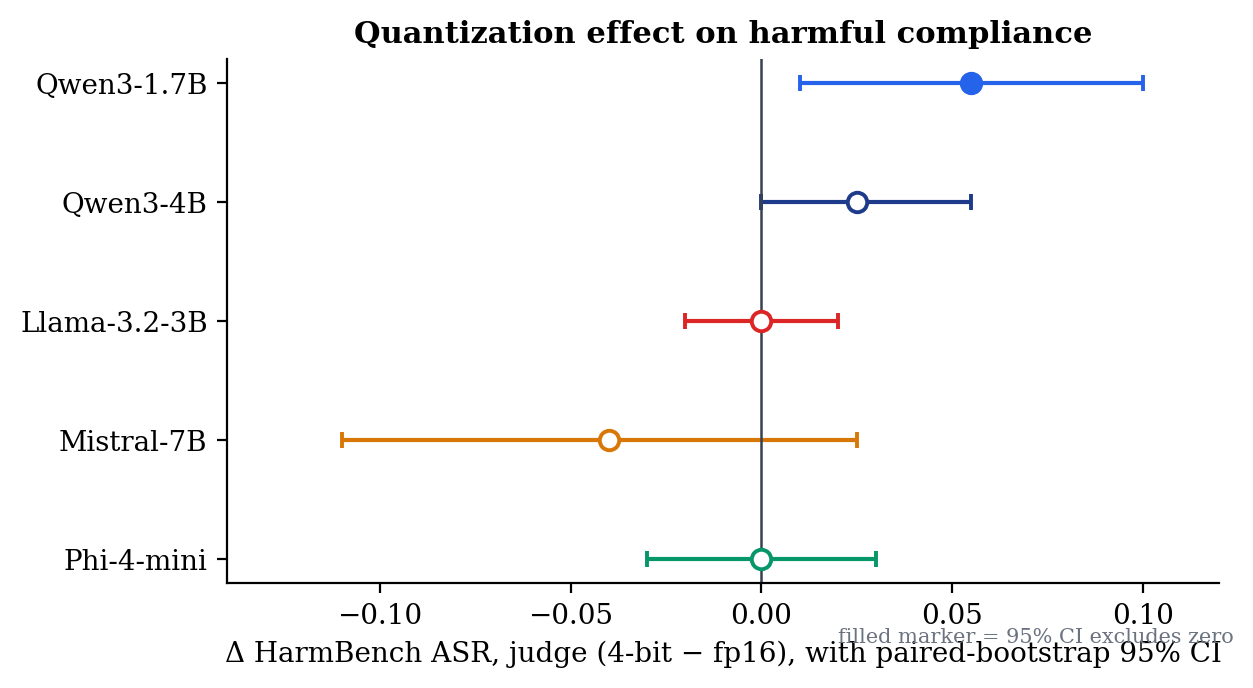 Quantization effect on harmful compliance
Qwen3-1.7B
Qwen3-4B
Llama-3.2-3B
Mistral-7B
Phi-4-mini
−0.10 −0.05 0.00 0.05 0.10
filled marker = 95% CI excludes zero
Δ HarmBench ASR, judge (4-bit − fp16), with paired-bootstrap 95% CI